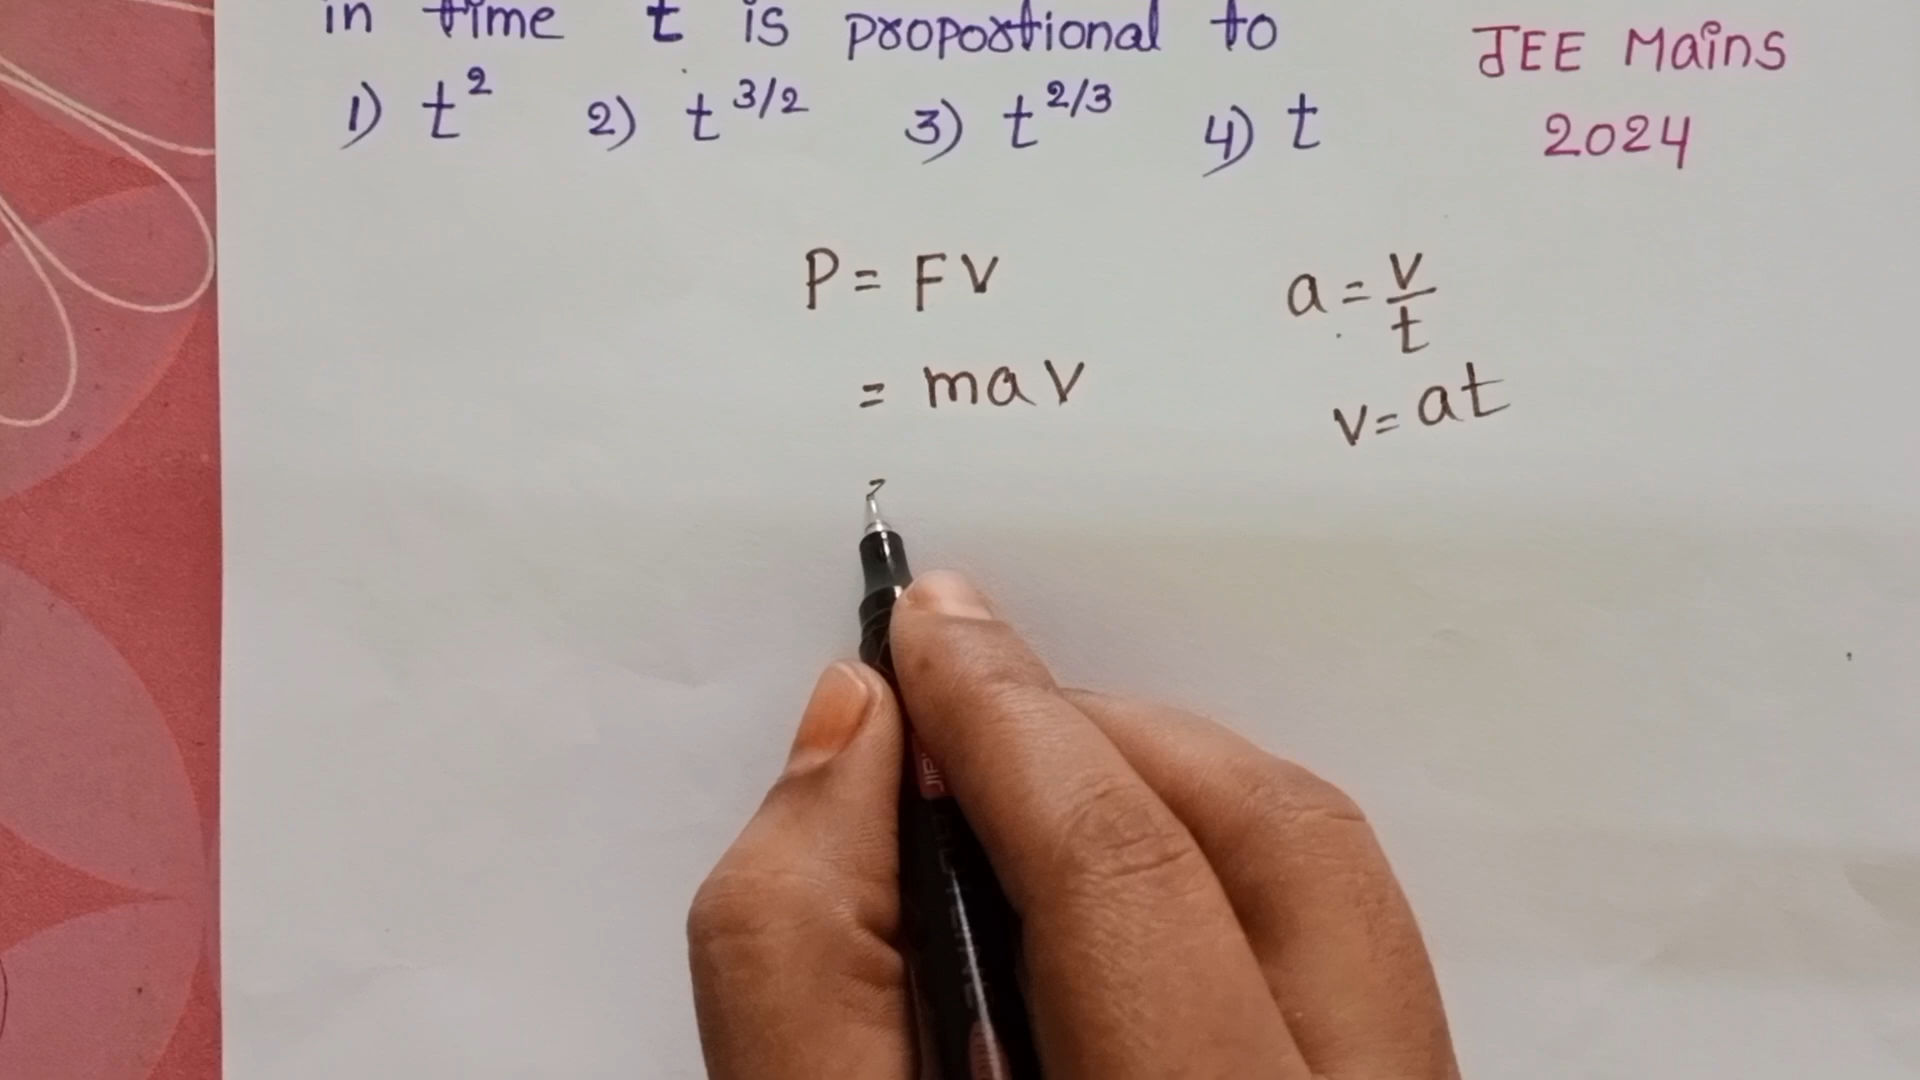 in time t is proportional to
1) t² 2) t^3/2 3) t^2/3 4) t
JEE Mains
2024
P = FV
= maV
=
a = V/t
V = at